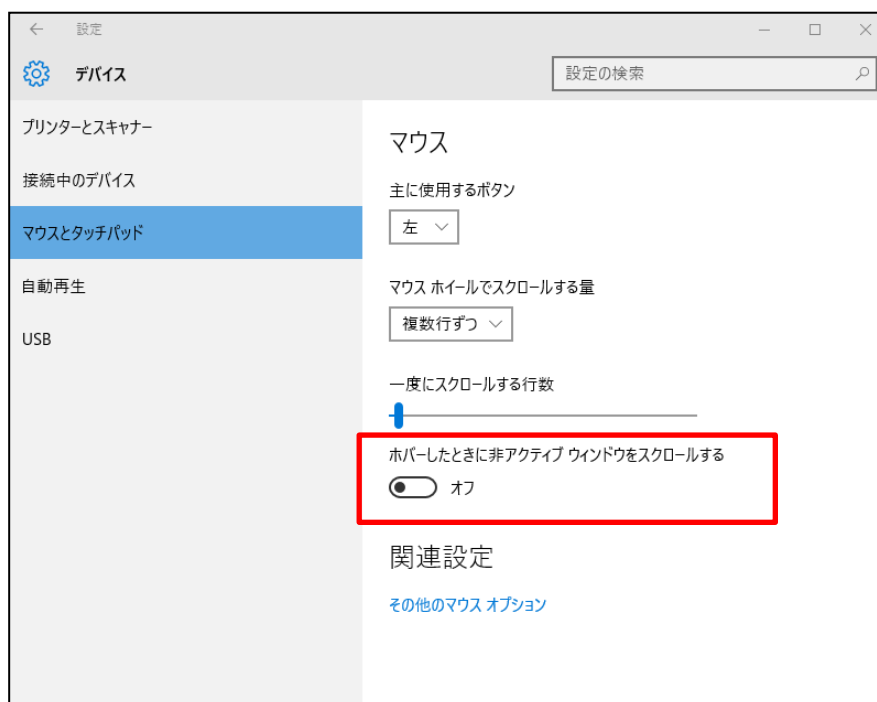 設定
デバイス
設定の検索
プリンターとスキャナー
接続中のデバイス
マウスとタッチパッド
自動再生
USB
マウス
主に使用するボタン
左
マウス ホイールでスクロールする量
複数行ずつ
一度にスクロールする行数
ホバーしたときに非アクティブ ウィンドウをスクロールする
オフ
関連設定
その他のマウス オプション